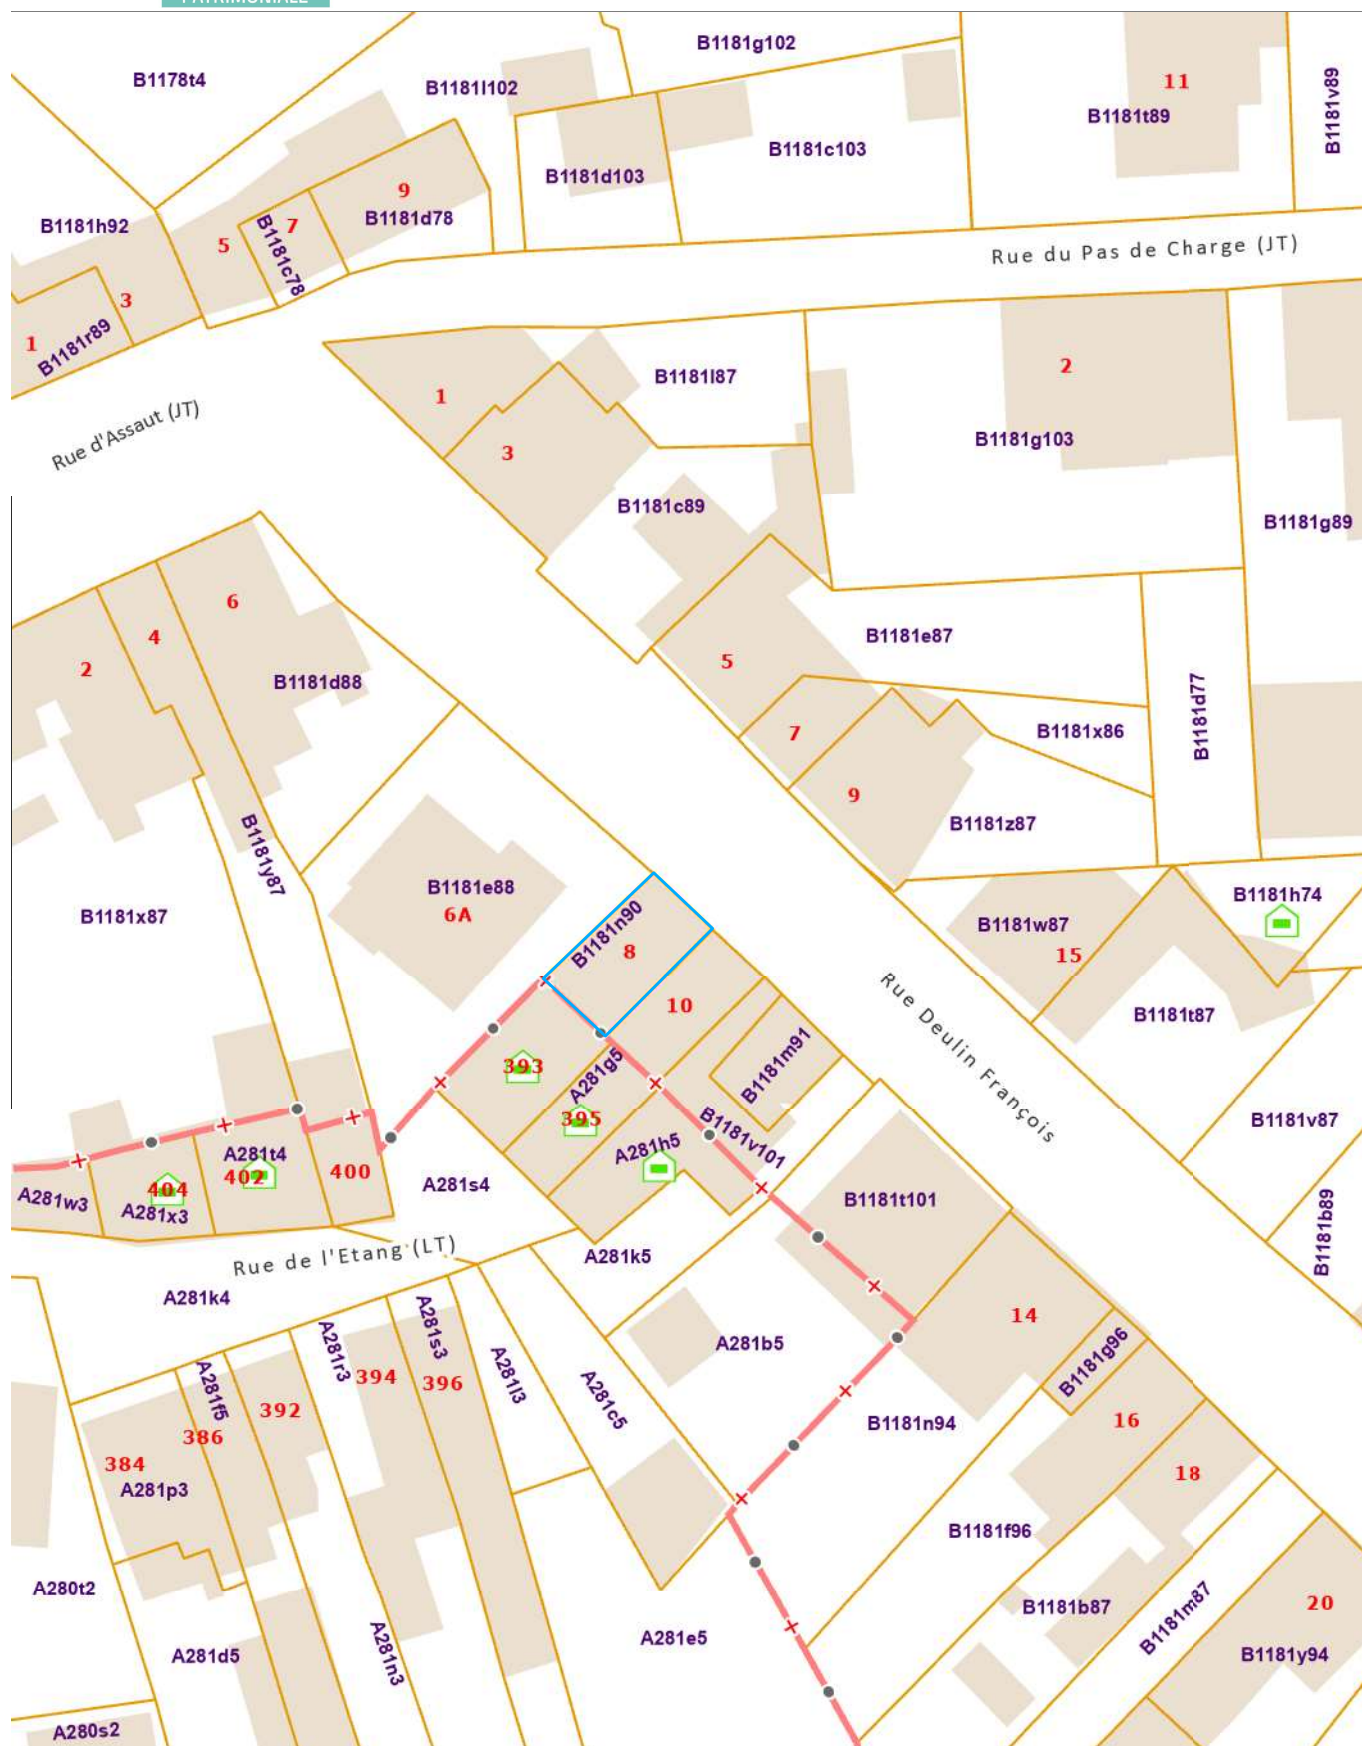 PATRIMONIALE
B1181g102
B1178t4
B1181l102
11
B1181t89
B1181v89
B1181c103
B1181d103
9
B1181d78
B1181h92
7
B1181c78
5
Rue du Pas de Charge (JT)
3
1
B1181r89
2
B1181l87
1
Rue d'Assaut (JT)
B1181g103
3
B1181c89
B1181g89
6
4
B1181e87
5
2
B1181d88
B1181d77
7
B1181x86
9
B1181z87
B1181y87
B1181e88
6A
B1181h74
B1181x87
B1181n90
8
B1181w87
15
10
Rue Deulin François
B1181t87
B1181m91
393
A281g5
395
B1181v87
B1181v101
A281h5
A281t4
402
400
404
A281w3
A281x3
A281s4
B1181t101
B1181b89
Rue de l'Etang (LT)
A281k5
A281k4
14
A281b5
A281r3
A281s3
B1181g96
394
396
A281l3
A281c5
A281f5
392
386
B1181n94
16
384
A281p3
18
B1181f96
A280t2
B1181b87
B1181m87
20
A281e5
A281n3
A281d5
B1181y94
A280s2